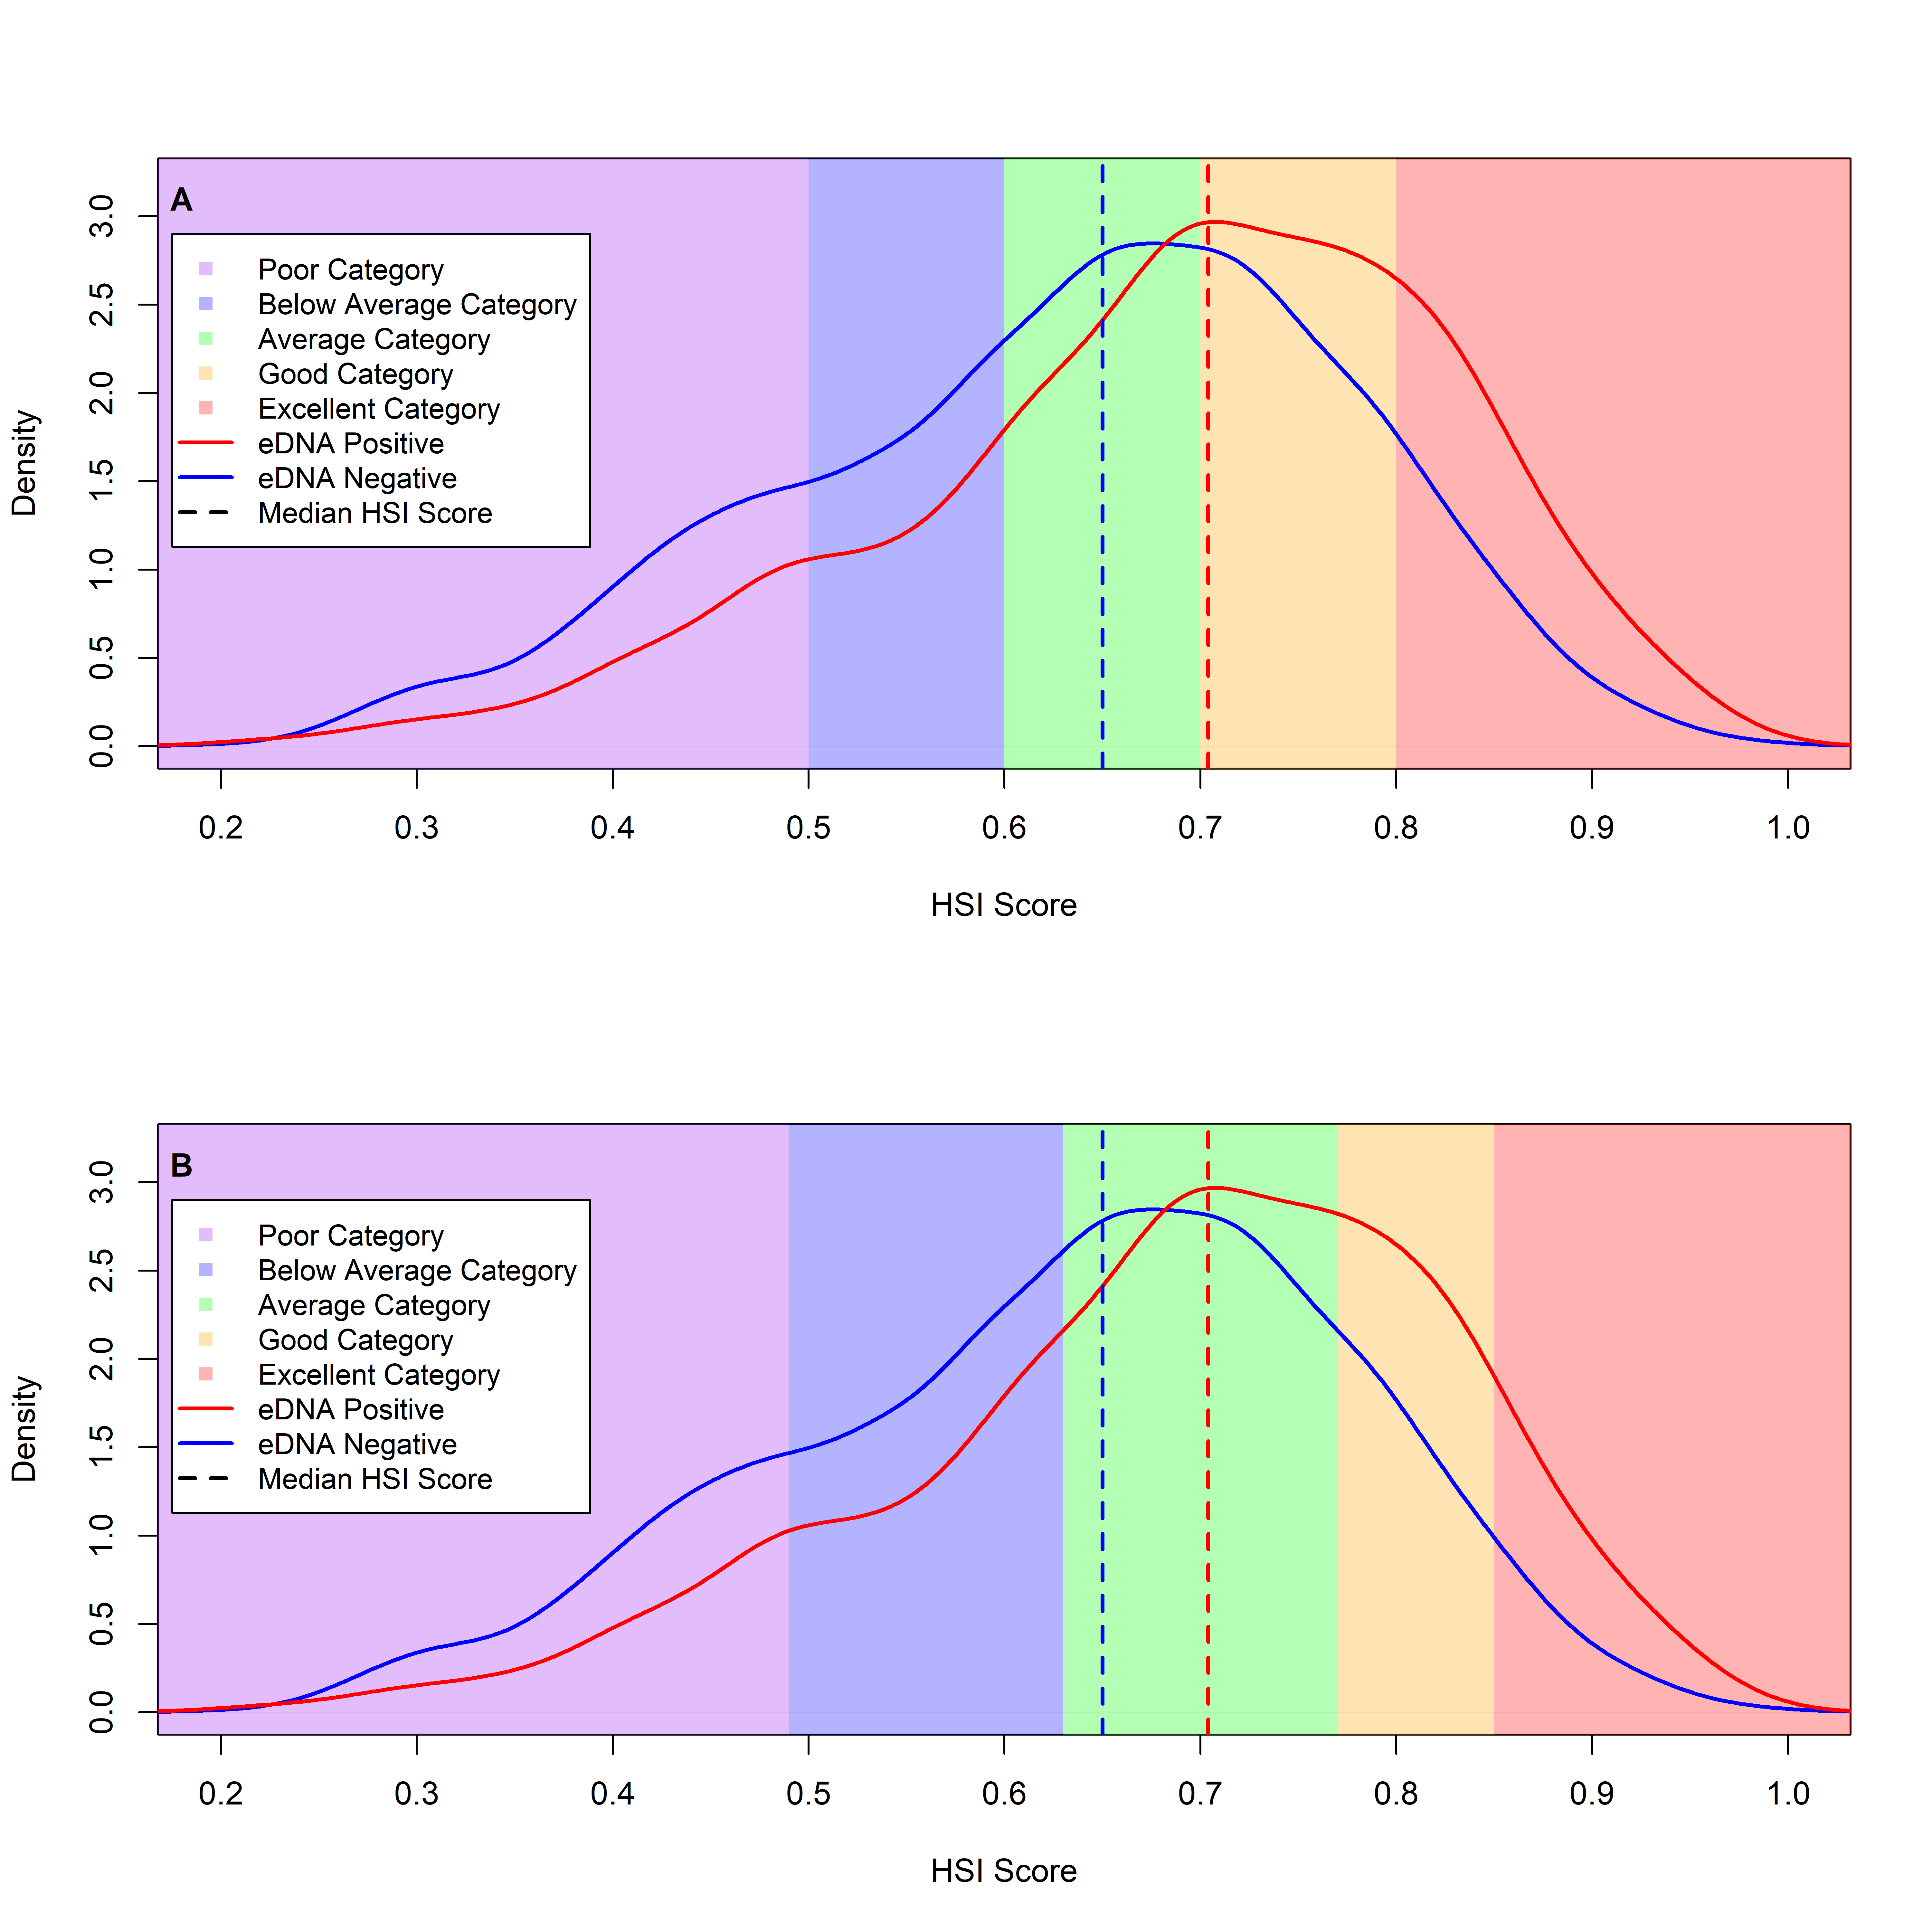 A
3.0
2.5
2.0
1.5
1.0
0.5
0.0
Density
Poor Category
Below Average Category
Average Category
Good Category
Excellent Category
eDNA Positive
eDNA Negative
Median HSI Score
0.2 0.3 0.4 0.5 0.6 0.7 0.8 0.9 1.0
HSI Score
B
3.0
2.5
2.0
1.5
1.0
0.5
0.0
Density
Poor Category
Below Average Category
Average Category
Good Category
Excellent Category
eDNA Positive
eDNA Negative
Median HSI Score
0.2 0.3 0.4 0.5 0.6 0.7 0.8 0.9 1.0
HSI Score